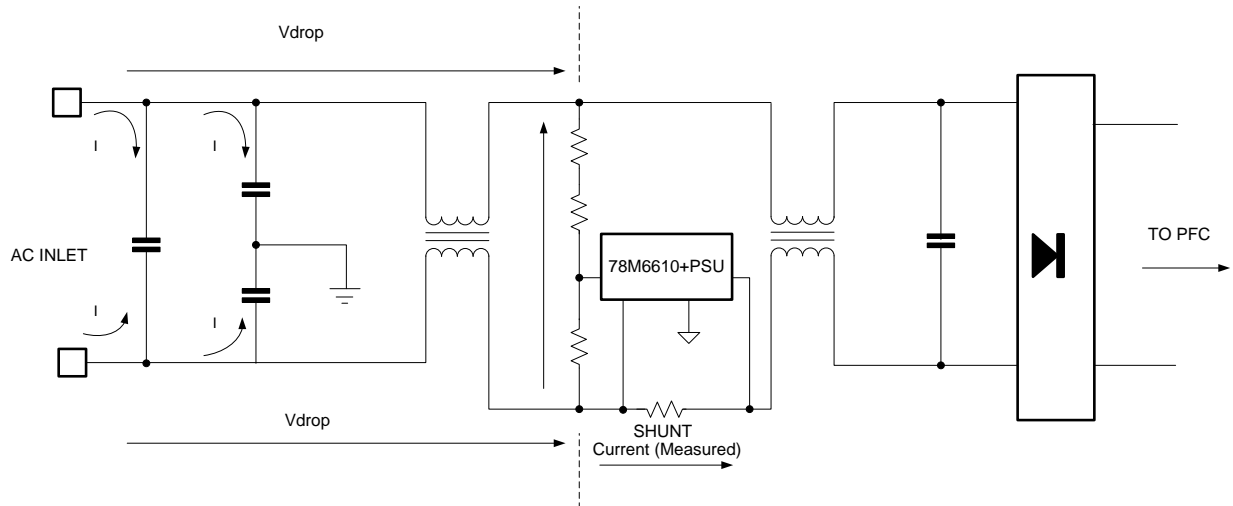 Vdrop
I
I
AC INLET
78M6610+PSU
TO PFC
I
I
Vdrop
SHUNT
Current (Measured)